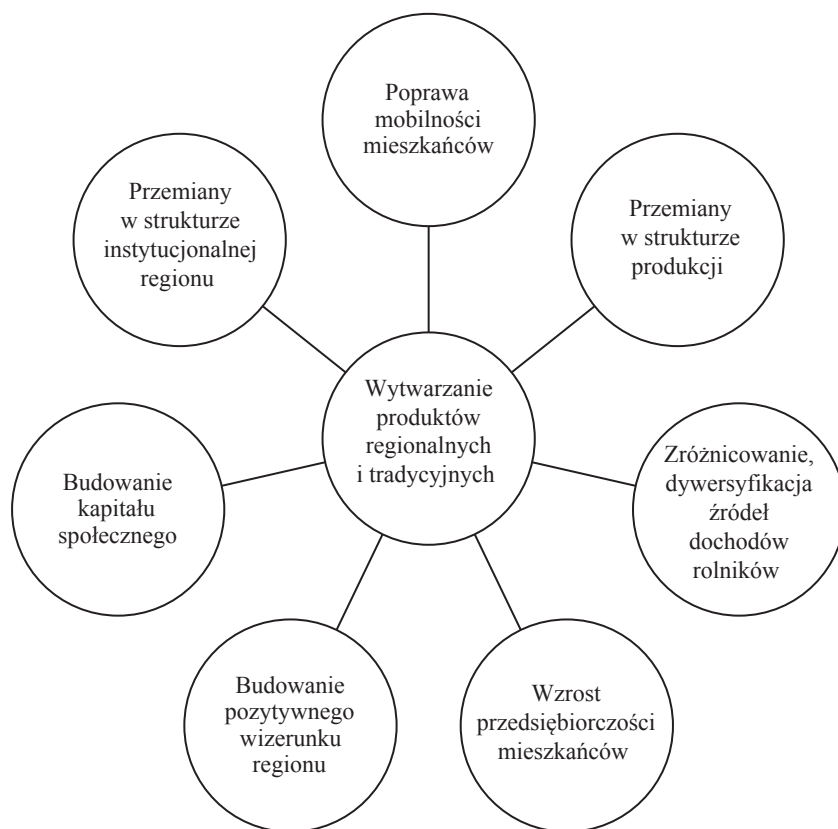 Poprawa
mobilności
mieszkańców
Przemiany
w strukturze
instytucjonalnej
regionu
Przemiany
w strukturze
produkcji
Wytwarzanie
produktów
regionalnych
i tradycyjnych
Budowanie
kapitału
społecznego
Zróżnicowanie,
dywersyfikacja
źródeł
dochodów
rolników
Budowanie
pozytywnego
wizerunku
regionu
Wzrost
przedsiębiorczości
mieszkańców